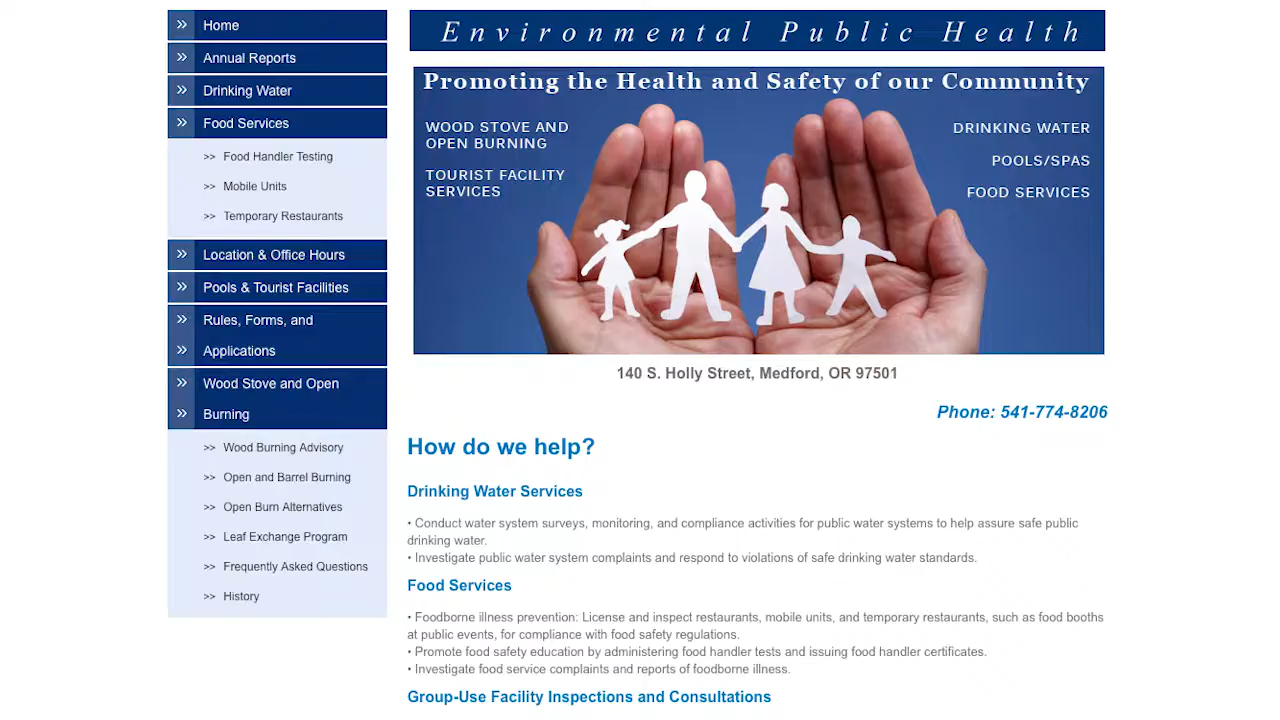 » Home
» Annual Reports
» Drinking Water
» Food Services
>> Food Handler Testing
>> Mobile Units
>> Temporary Restaurants
» Location & Office Hours
» Pools & Tourist Facilities
» Rules, Forms, and
» Applications
» Wood Stove and Open
» Burning
>> Wood Burning Advisory
>> Open and Barrel Burning
>> Open Burn Alternatives
>> Leaf Exchange Program
>> Frequently Asked Questions
>> History
Environmental Public Health
Promoting the Health and Safety of our Community
WOOD STOVE AND
OPEN BURNING
TOURIST FACILITY
SERVICES
DRINKING WATER
POOLS/SPAS
FOOD SERVICES
140 S. Holly Street, Medford, OR 97501
Phone: 541-774-8206
How do we help?
Drinking Water Services
• Conduct water system surveys, monitoring, and compliance activities for public water systems to help assure safe public
drinking water.
• Investigate public water system complaints and respond to violations of safe drinking water standards.
Food Services
• Foodborne illness prevention: License and inspect restaurants, mobile units, and temporary restaurants, such as food booths
at public events, for compliance with food safety regulations.
• Promote food safety education by administering food handler tests and issuing food handler certificates.
• Investigate food service complaints and reports of foodborne illness.
Group-Use Facility Inspections and Consultations